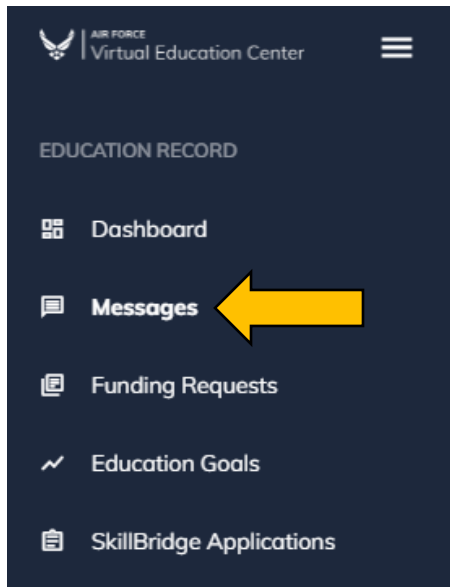 AIR FORCE
Virtual Education Center
EDUCATION RECORD
Dashboard
Messages
Funding Requests
Education Goals
SkillBridge Applications